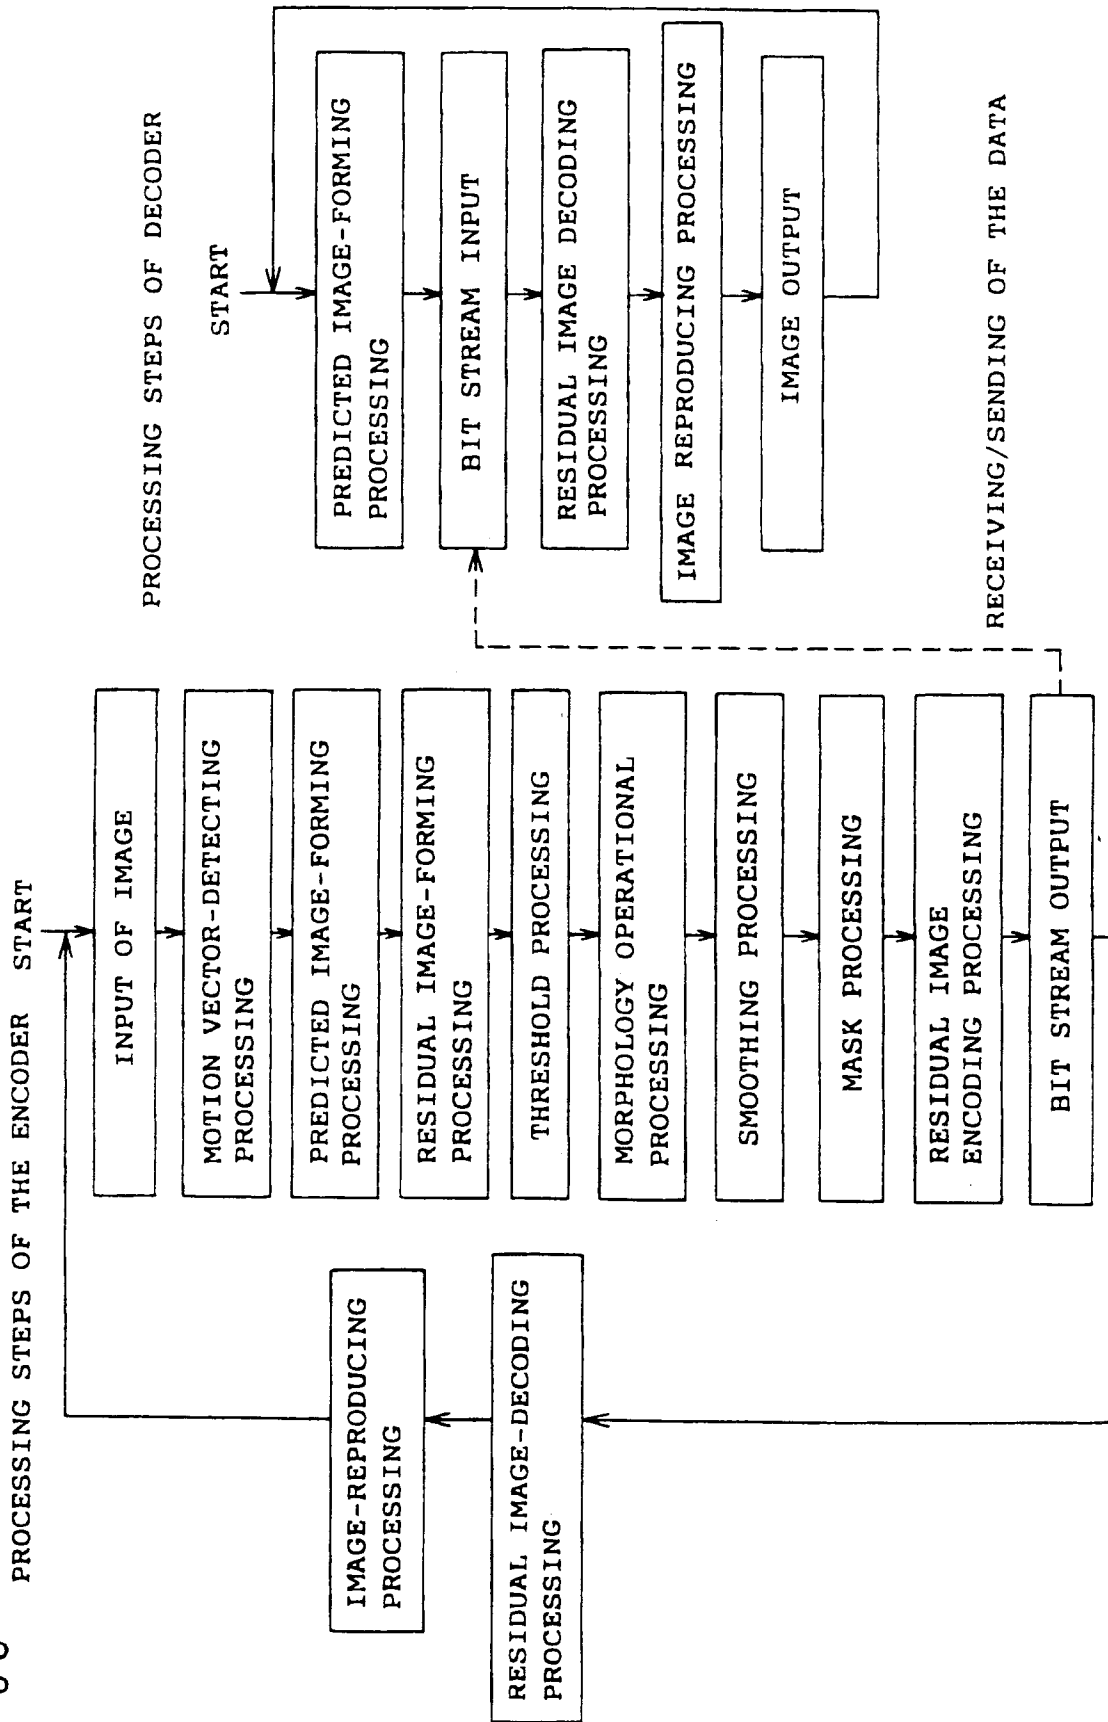 PROCESSING STEPS OF THE ENCODER
START
INPUT OF IMAGE
MOTION VECTOR-DETECTING
PROCESSING
PREDICTED IMAGE-FORMING
PROCESSING
RESIDUAL IMAGE-FORMING
PROCESSING
THRESHOLD PROCESSING
MORPHOLOGY OPERATIONAL
PROCESSING
SMOOTHING PROCESSING
MASK PROCESSING
RESIDUAL IMAGE
ENCODING PROCESSING
BIT STREAM OUTPUT
IMAGE-REPRODUCING
PROCESSING
RESIDUAL IMAGE-DECODING
PROCESSING
PROCESSING STEPS OF DECODER
START
PREDICTED IMAGE-FORMING
PROCESSING
BIT STREAM INPUT
RESIDUAL IMAGE DECODING
PROCESSING
IMAGE REPRODUCING PROCESSING
IMAGE OUTPUT
RECEIVING/SENDING OF THE DATA